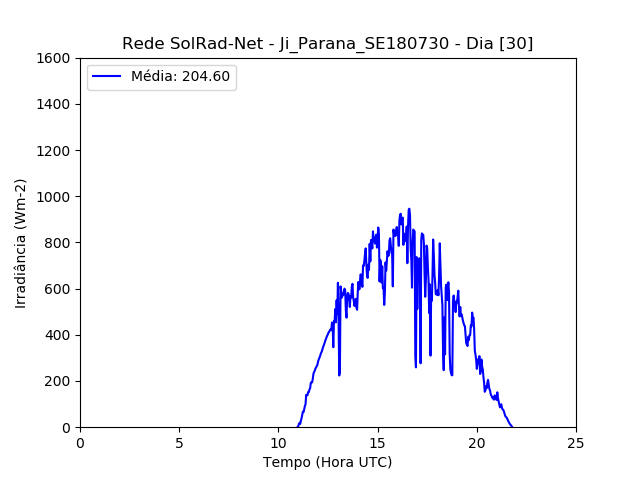 Rede SolRad-Net - Ji_Parana_SE180730 - Dia [30]
Média: 204.60
Irradiância (Wm-2)
1600
1400
1200
1000
800
600
400
200
0
0 5 10 15 20 25
Tempo (Hora UTC)